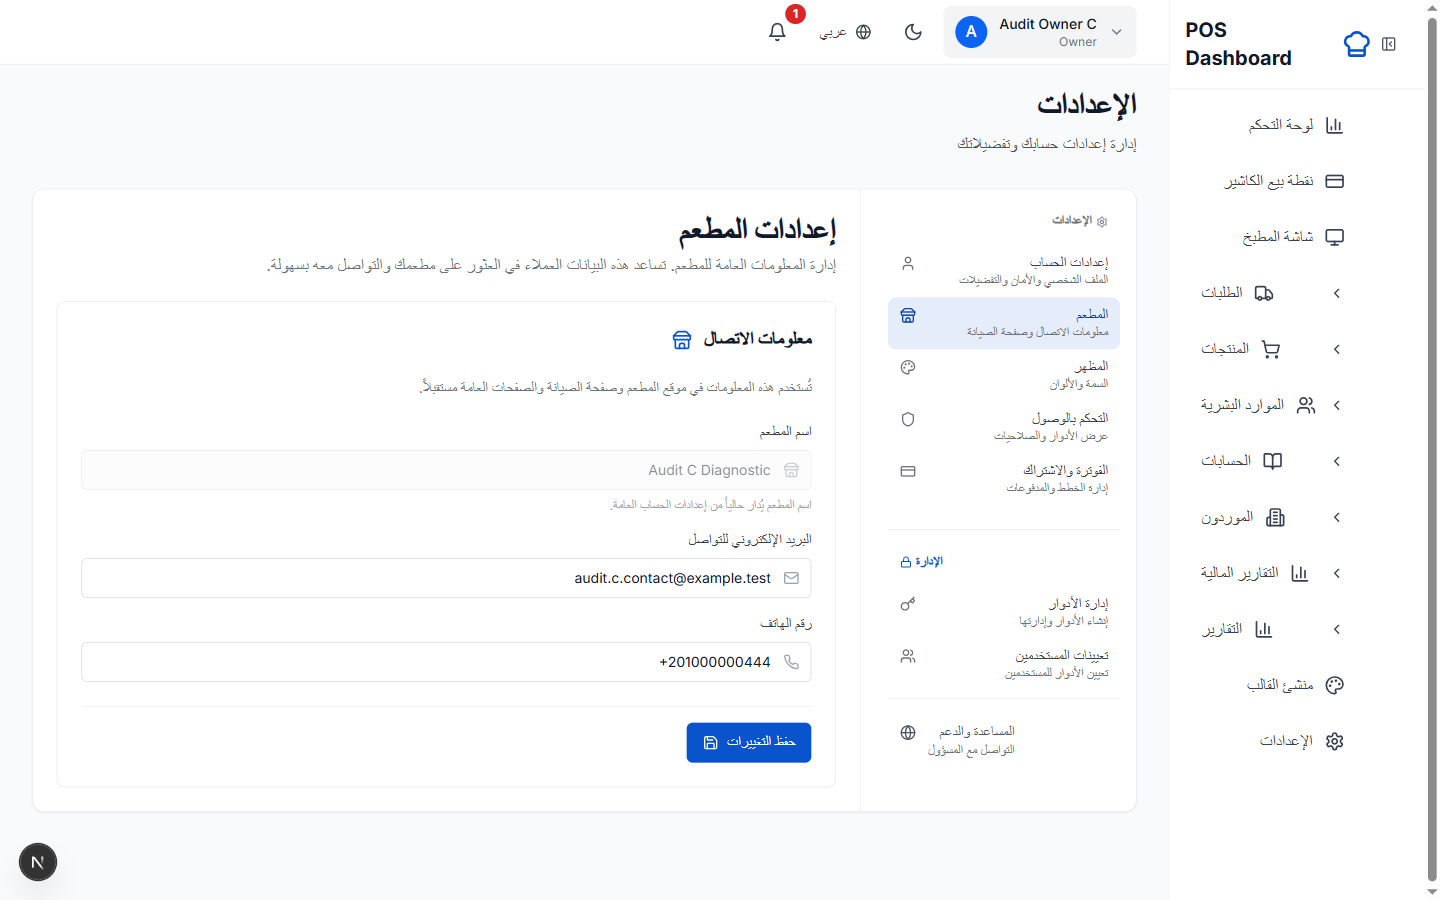 POS
Dashboard
لوحة التحكم
نقطة بيع الكاشير
شاشة المطبخ
الطلبات
المنتجات
الموارد البشرية
الحسابات
الموردون
التقارير المالية
التقارير
منشئ القالب
الإعدادات
A
Audit Owner C
Owner
عربي
1
الإعدادات
إدارة إعدادات حسابك وتفضيلاتك
الإعدادات
إعدادات الحساب
الملف الشخصي والأمان والتفضيلات
المطعم
معلومات الاتصال وصفحة الصيانة
المظهر
السمة والألوان
التحكم بالوصول
عرض الأدوار والصلاحيات
الفوترة والاشتراك
إدارة الخطط والمدفوعات
الإدارة
إدارة الأدوار
إنشاء الأدوار وإدارتها
تعيينات المستخدمين
تعيين الأدوار للمستخدمين
المساعدة والدعم
التواصل مع المسؤول
إعدادات المطعم
إدارة المعلومات العامة للمطعم. تساعد هذه البيانات العملاء في العثور على مطعمك والتواصل معه بسهولة.
معلومات الاتصال
تُستخدم هذه المعلومات في موقع المطعم وصفحة الصيانة والصفحات العامة مستقبلاً.
اسم المطعم
Audit C Diagnostic
اسم المطعم يُدار حالياً من إعدادات الحساب العامة.
البريد الإلكتروني للتواصل
audit.c.contact@example.test
رقم الهاتف
201000000444+
حفظ التغييرات
N